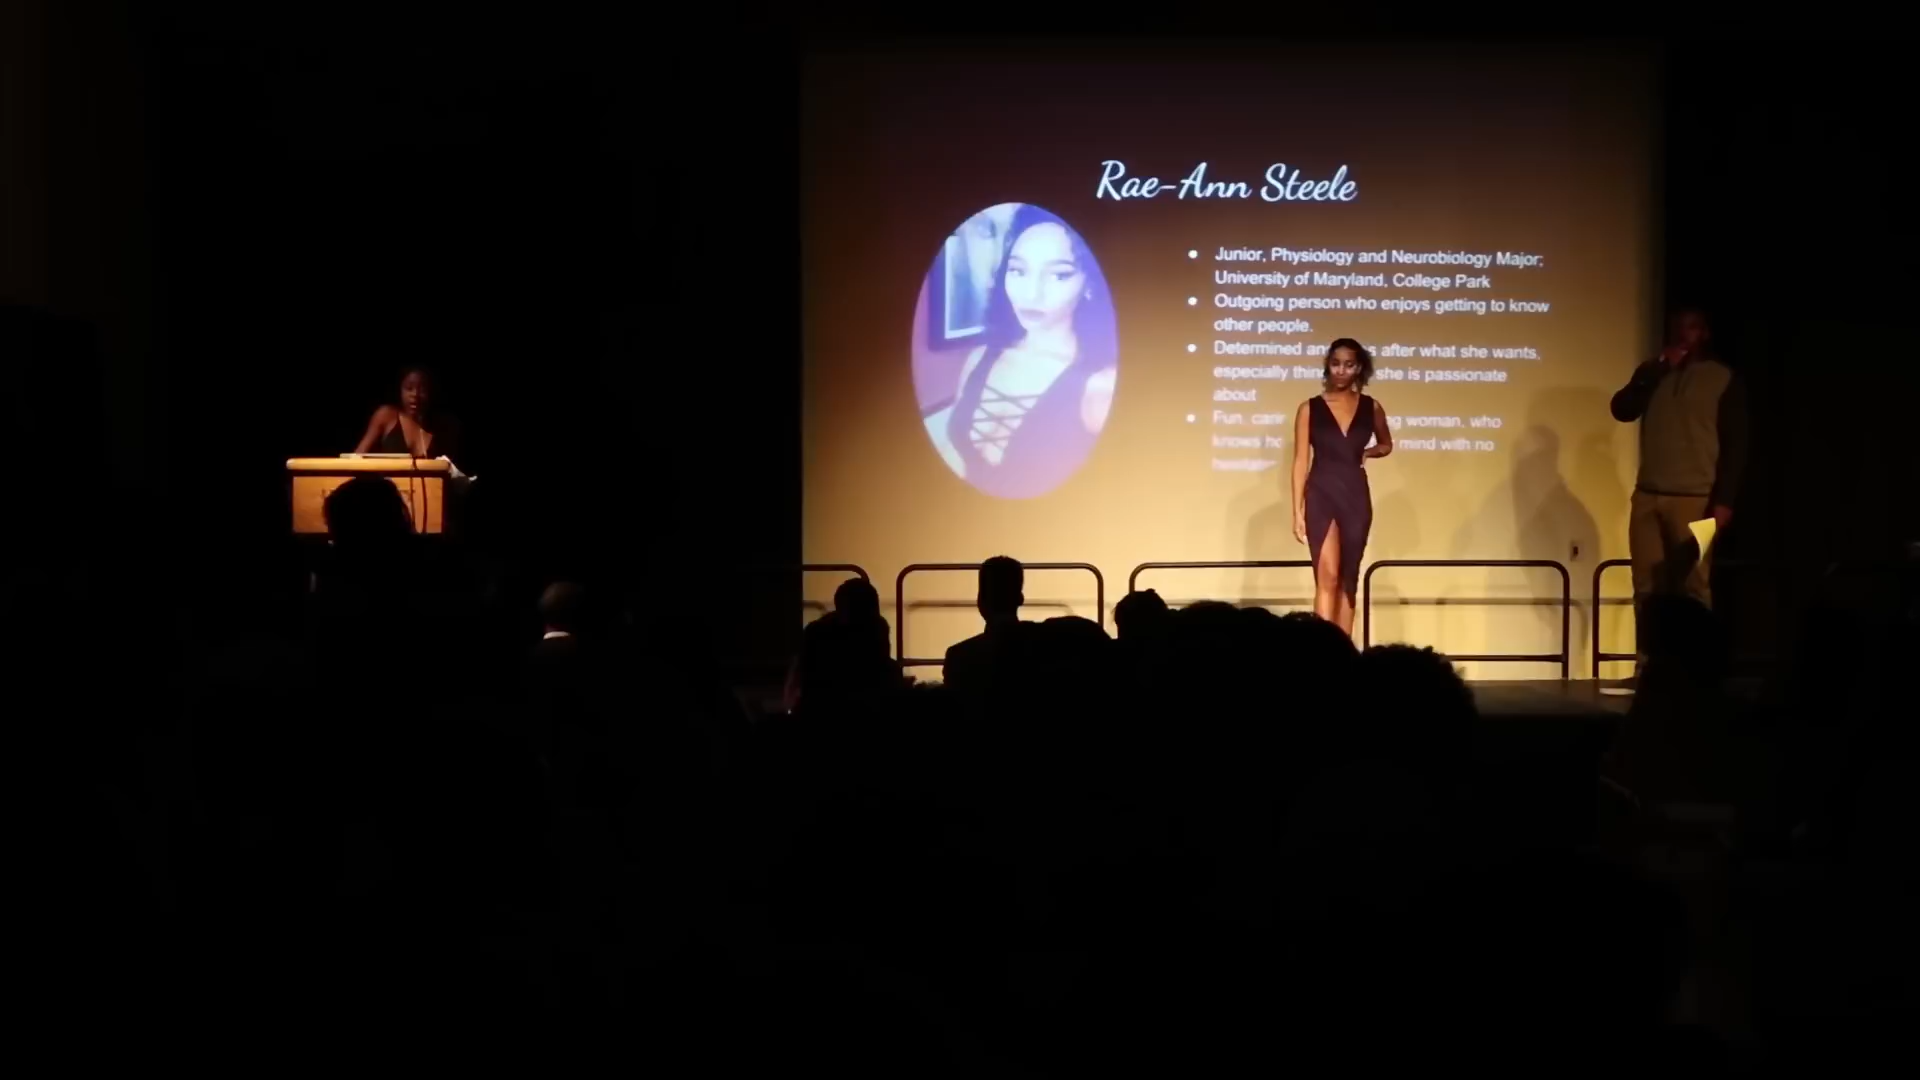 Rae-Ann Steele
Junior, Physiology and Neurobiology Major;
University of Maryland, College Park
Outgoing person who enjoys getting to know
other people.
Determined after what she wants,
especially she is passionate
about
Fun, woman, who
knows mind with no